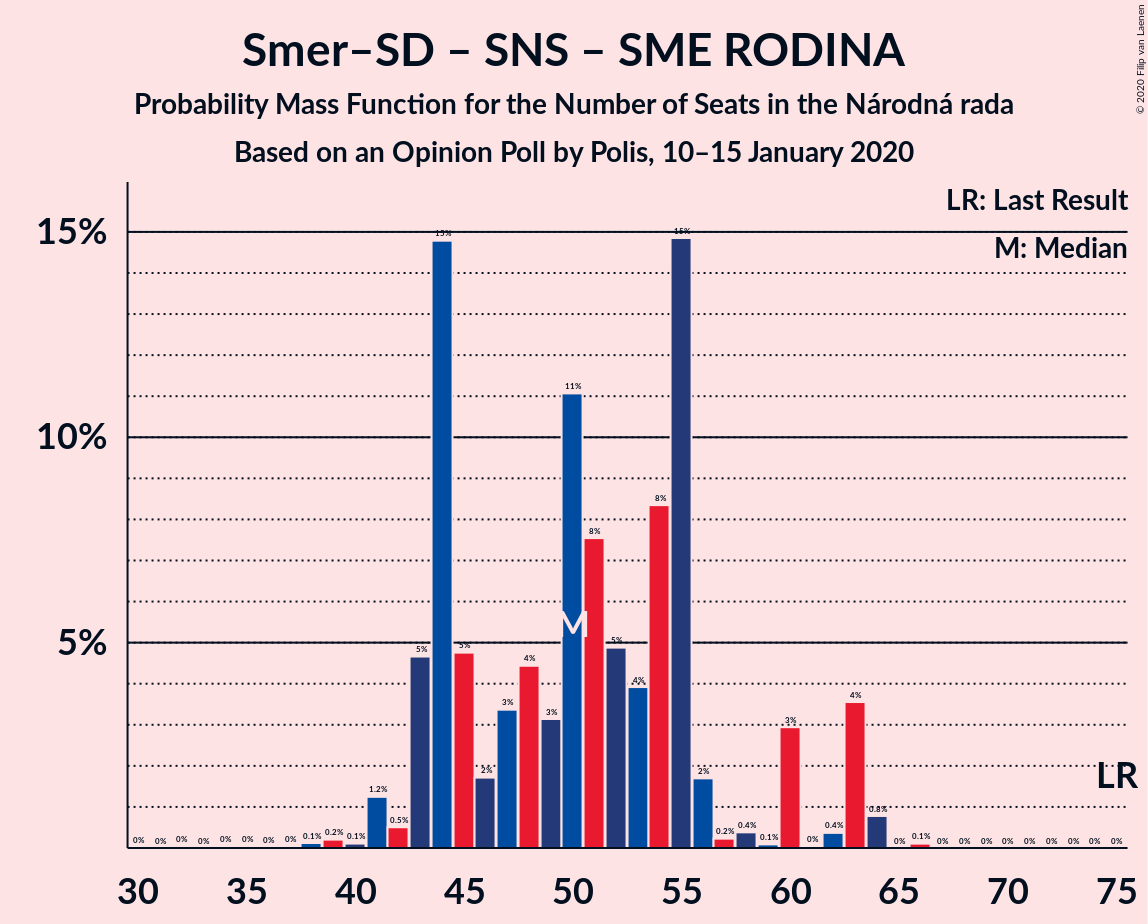 Smer–SD – SNS – SME RODINA
Probability Mass Function for the Number of Seats in the Národná rada
Based on an Opinion Poll by Polis, 10–15 January 2020
© 2020 Filip van Laenen
LR: Last Result
M: Median
15%
10%
5%
0% 0% 0% 0% 0% 0% 0% 0% 0.1% 0.2% 0.1% 1.2% 0.5% 5% 15% 5% 2% 3% 4% 3% 11% 8% 5% 4% 8% 15% 2% 0.2% 0.4% 0.1% 3% 0% 0.4% 4% 0.8% 0% 0.1% 0% 0% 0% 0% 0% 0% 0% 0% 0%
M
LR
30 35 40 45 50 55 60 65 70 75